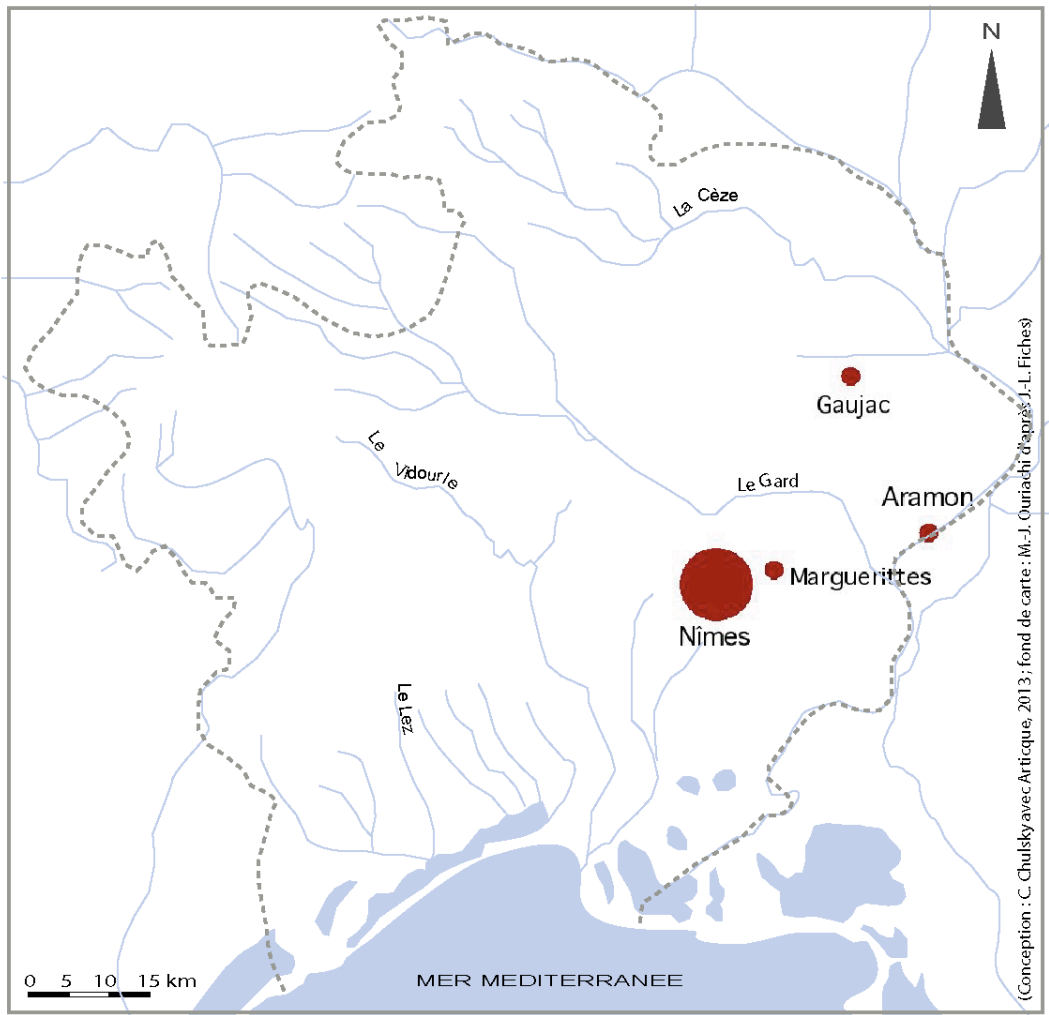 N
La Cèze
Gaujac
Le Vidourle
Le Gard
Aramon
Marguerittes
Nîmes
Le Lez
0 5 10 15 km
MER MEDITERRANEE
(Conception : C. Chulsky avec Articque, 2013 ; fond de carte : M.-J. Ouriachi d'après J.-L. Fiches)